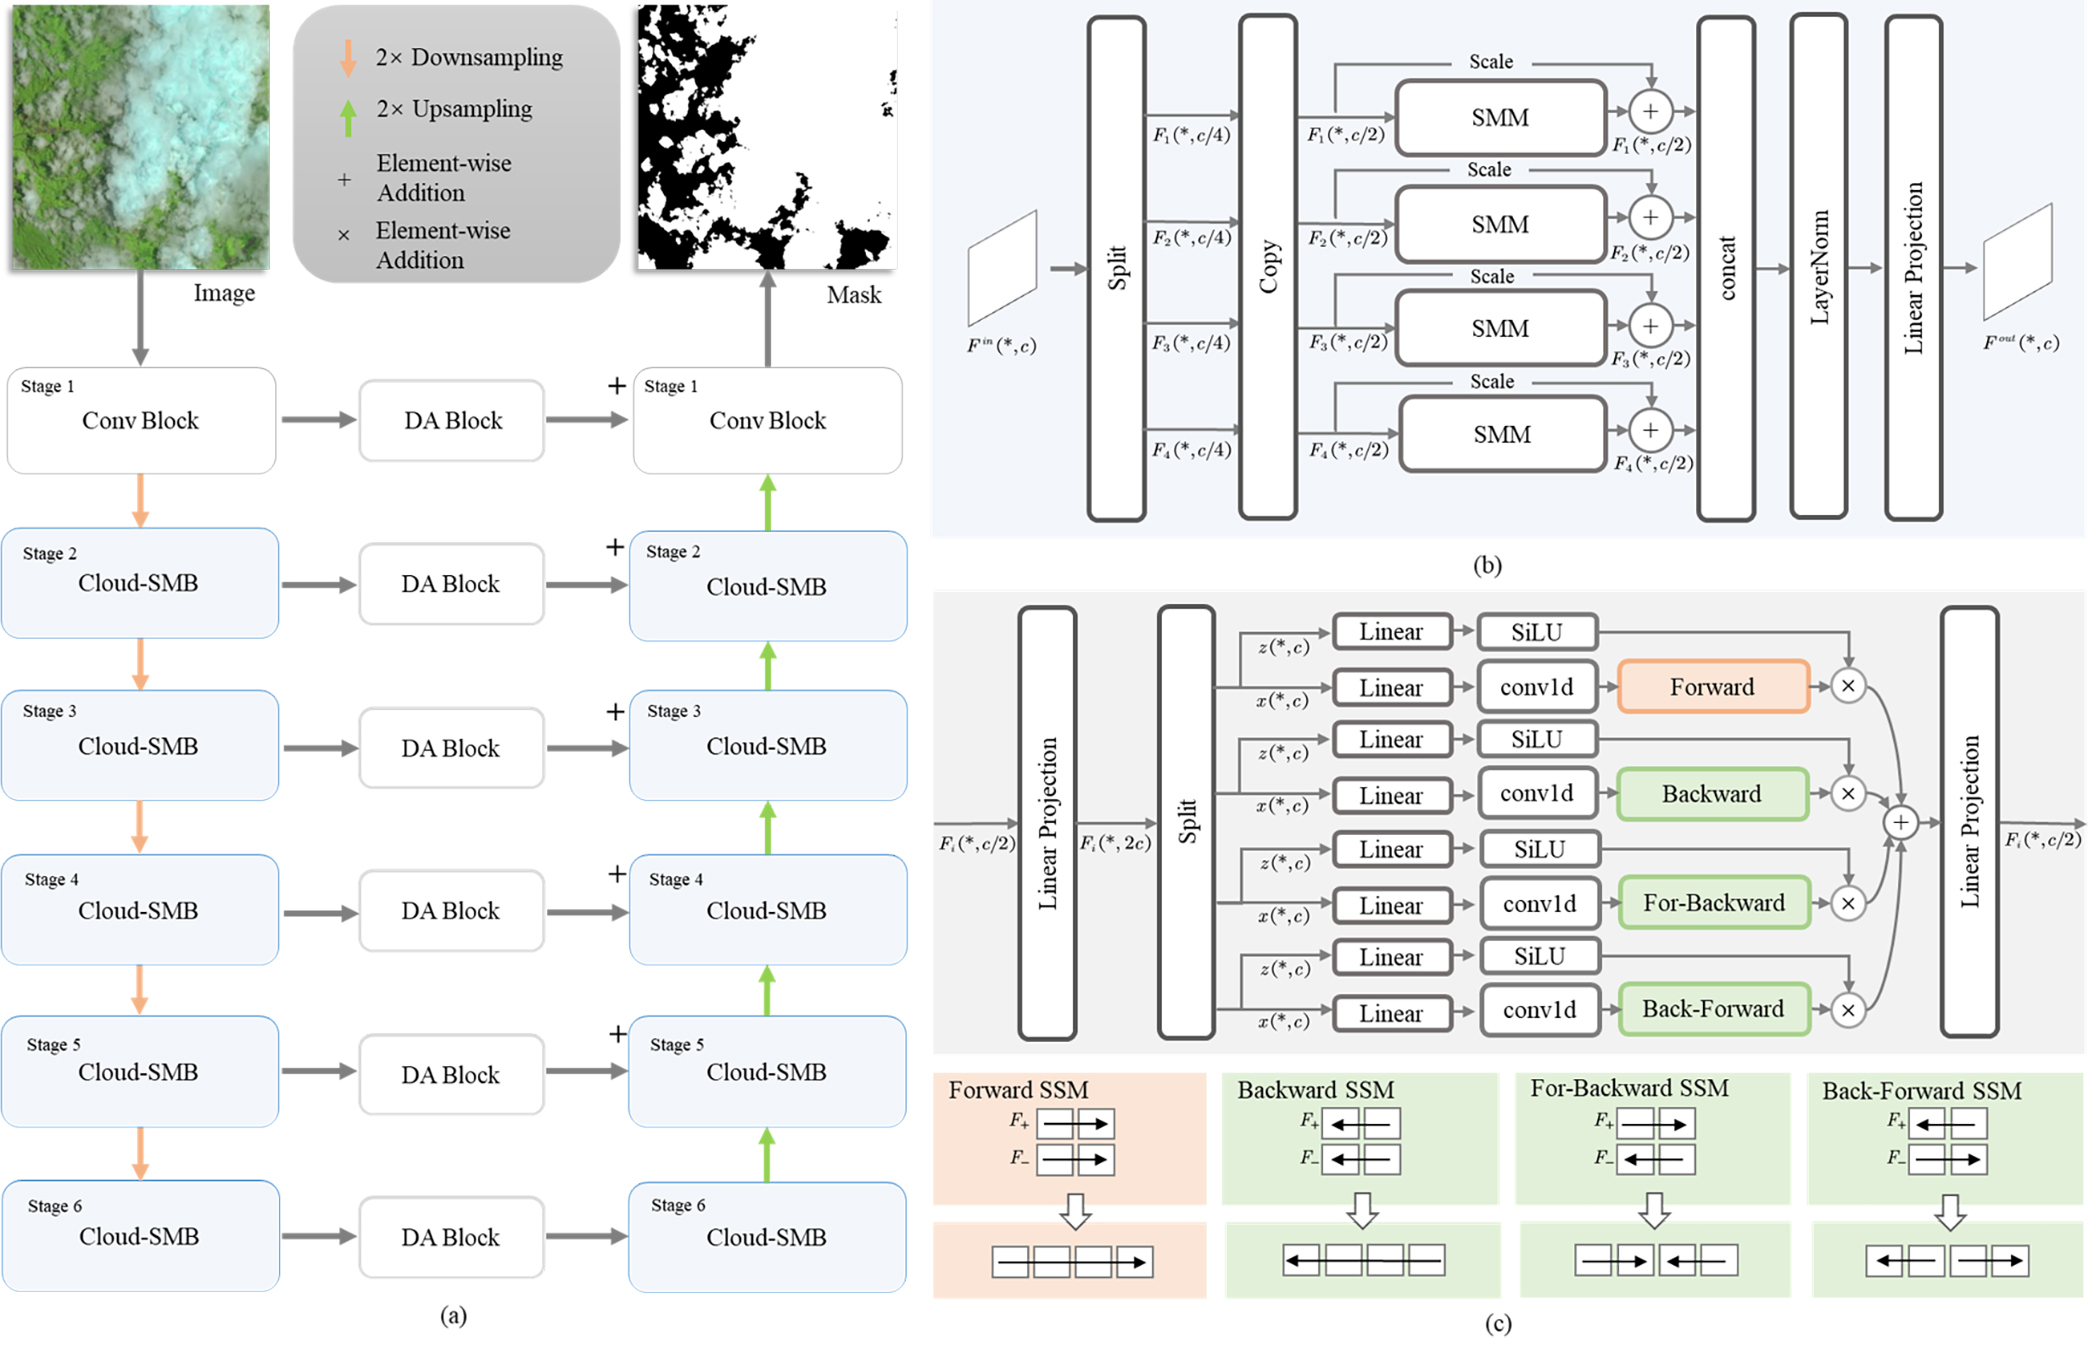 2× Downsampling
2× Upsampling
+ Element-wise
Addition
× Element-wise
Addition
Image
Mask
Stage 1
Conv Block
DA Block
+
Stage 1
Conv Block
Stage 2
Cloud-SMB
DA Block
+
Stage 2
Cloud-SMB
Stage 3
Cloud-SMB
DA Block
+
Stage 3
Cloud-SMB
Stage 4
Cloud-SMB
DA Block
+
Stage 4
Cloud-SMB
Stage 5
Cloud-SMB
DA Block
+
Stage 5
Cloud-SMB
Stage 6
Cloud-SMB
DA Block
Stage 6
Cloud-SMB
(a)
F^{in}(*,c)
Split
F_1(*,c/4)
F_2(*,c/4)
F_3(*,c/4)
F_4(*,c/4)
Copy
Scale
F_1(*,c/2)
SMM
+
F_1(*,c/2)
Scale
F_2(*,c/2)
SMM
+
F_2(*,c/2)
Scale
F_3(*,c/2)
SMM
+
F_3(*,c/2)
Scale
F_4(*,c/2)
SMM
+
F_4(*,c/2)
concat
LayerNorm
Linear Projection
F^{out}(*,c)
(b)
F_i(*,c/2)
Linear Projection
F_i(*,2c)
Split
z(*,c)
Linear
SiLU
x(*,c)
Linear
conv1d
Forward
×
z(*,c)
Linear
SiLU
x(*,c)
Linear
conv1d
Backward
×
z(*,c)
Linear
SiLU
x(*,c)
Linear
conv1d
For-Backward
×
z(*,c)
Linear
SiLU
x(*,c)
Linear
conv1d
Back-Forward
×
+
Linear Projection
F_i(*,c/2)
Forward SSM
F_+
F_−
Backward SSM
F_+
F_−
For-Backward SSM
F_+
F_−
Back-Forward SSM
F_+
F_−
(c)